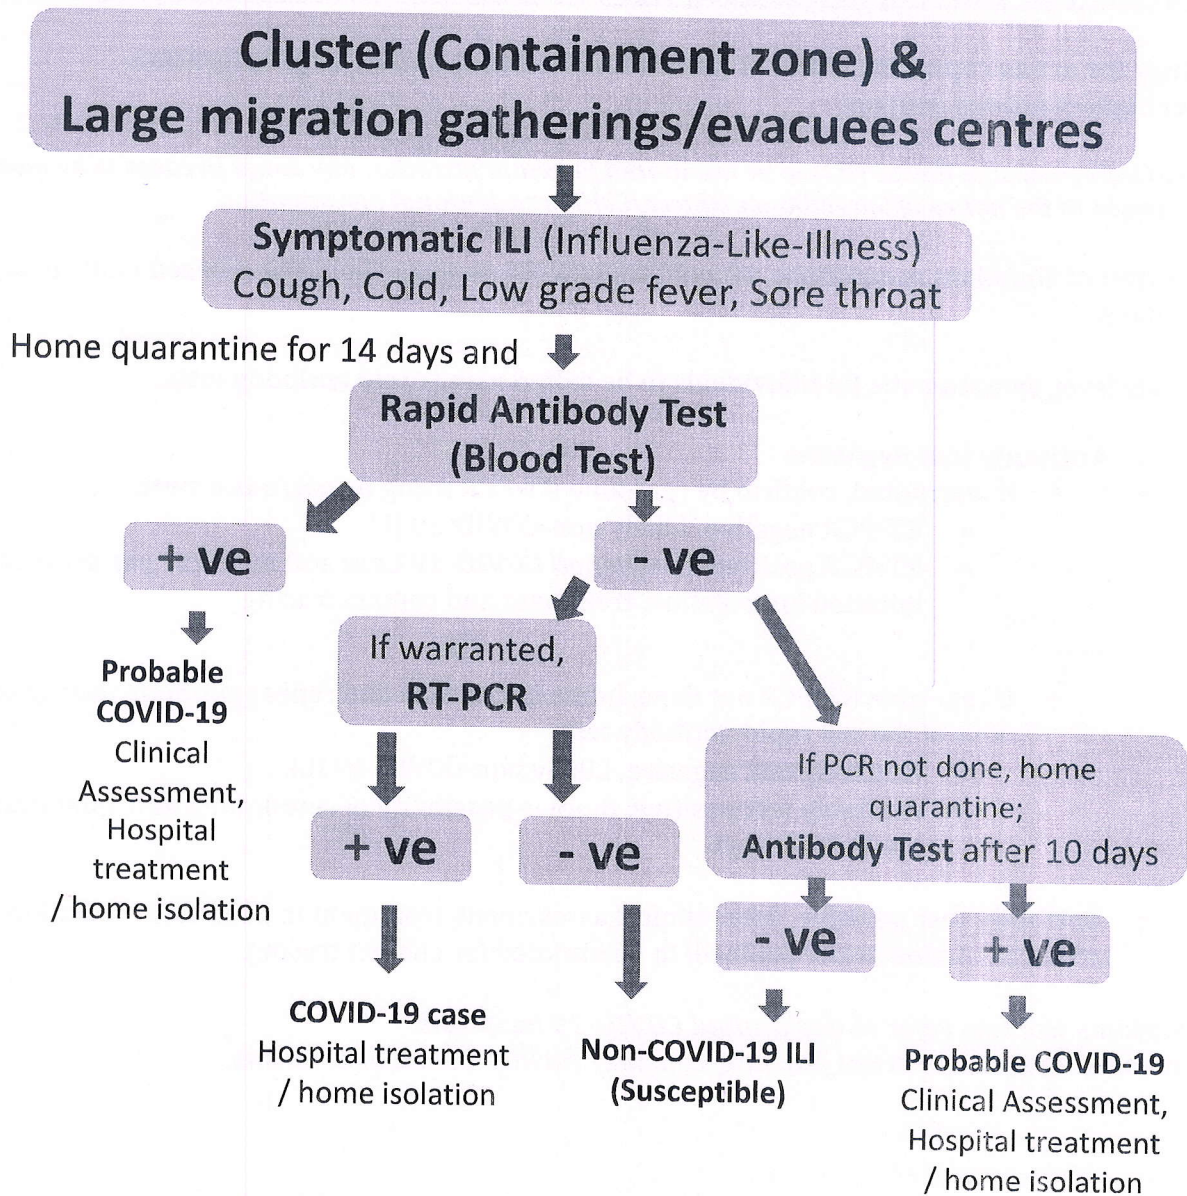 Cluster (Containment zone) &
Large migration gatherings/evacuees centres
Symptomatic ILI (Influenza-Like-Illness)
Cough, Cold, Low grade fever, Sore throat
Home quarantine for 14 days and
Rapid Antibody Test
(Blood Test)
+ ve
- ve
Probable
COVID-19
Clinical
Assessment,
Hospital
treatment
/ home isolation
If warranted,
RT-PCR
If PCR not done, home
quarantine;
Antibody Test after 10 days
+ ve
- ve
- ve
+ ve
COVID-19 case
Hospital treatment
/ home isolation
Non-COVID-19 ILI
(Susceptible)
Probable COVID-19
Clinical Assessment,
Hospital treatment
/ home isolation